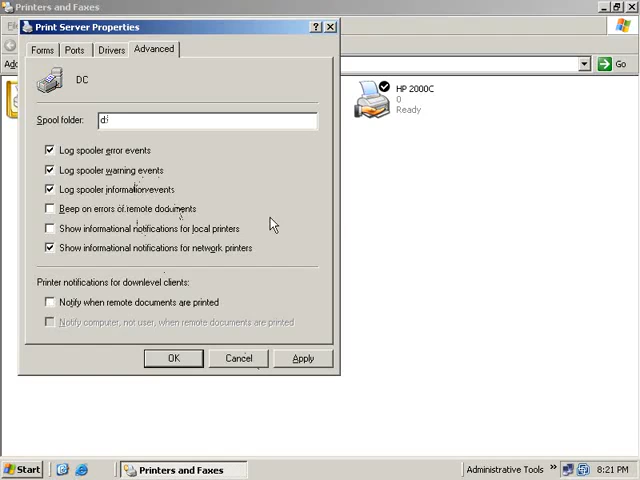 Printers and Faxes
Print Server Properties
Forms
Ports
Drivers
Advanced
Go
DC
HP 2000C
0
Ready
Spool folder:
d:
Log spooler error events
Log spooler warning events
Log spooler information events
Beep on errors of remote documents
Show informational notifications for local printers
Show informational notifications for network printers
Printer notifications for downlevel clients:
Notify when remote documents are printed
Notify computer, not user, when remote documents are printed
OK
Cancel
Apply
Start
Printers and Faxes
Administrative Tools
8:21 PM